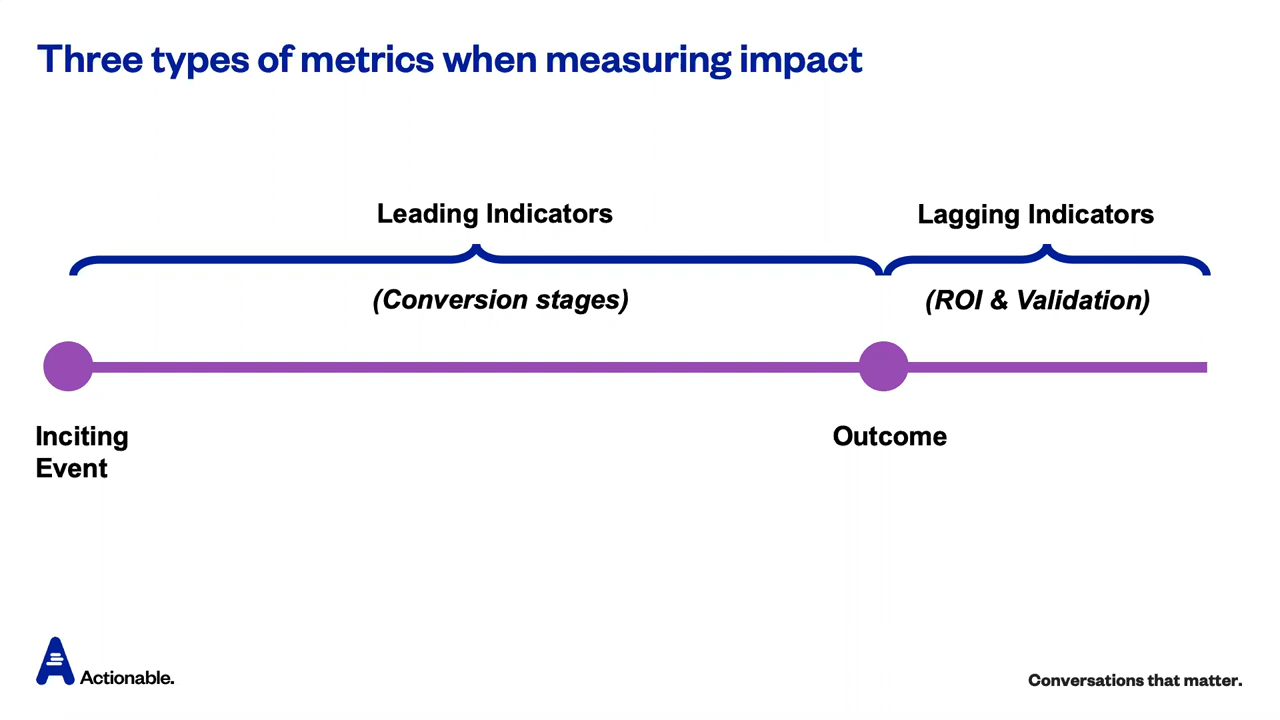 Three types of metrics when measuring impact
Leading Indicators
Lagging Indicators
(Conversion stages)
(ROI & Validation)
Inciting
Event
Outcome
Actionable.
Conversations that matter.